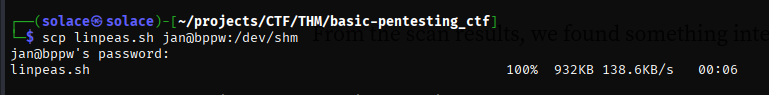 ┌──(solace㉿solace)-[~/projects/CTF/THM/basic-pentesting_ctf]
└─$ scp linpeas.sh jan@bppw:/dev/shm
From the scan results, we found something inte
jan@bppw's password:
linpeas.sh 100% 932KB 138.6KB/s 00:06